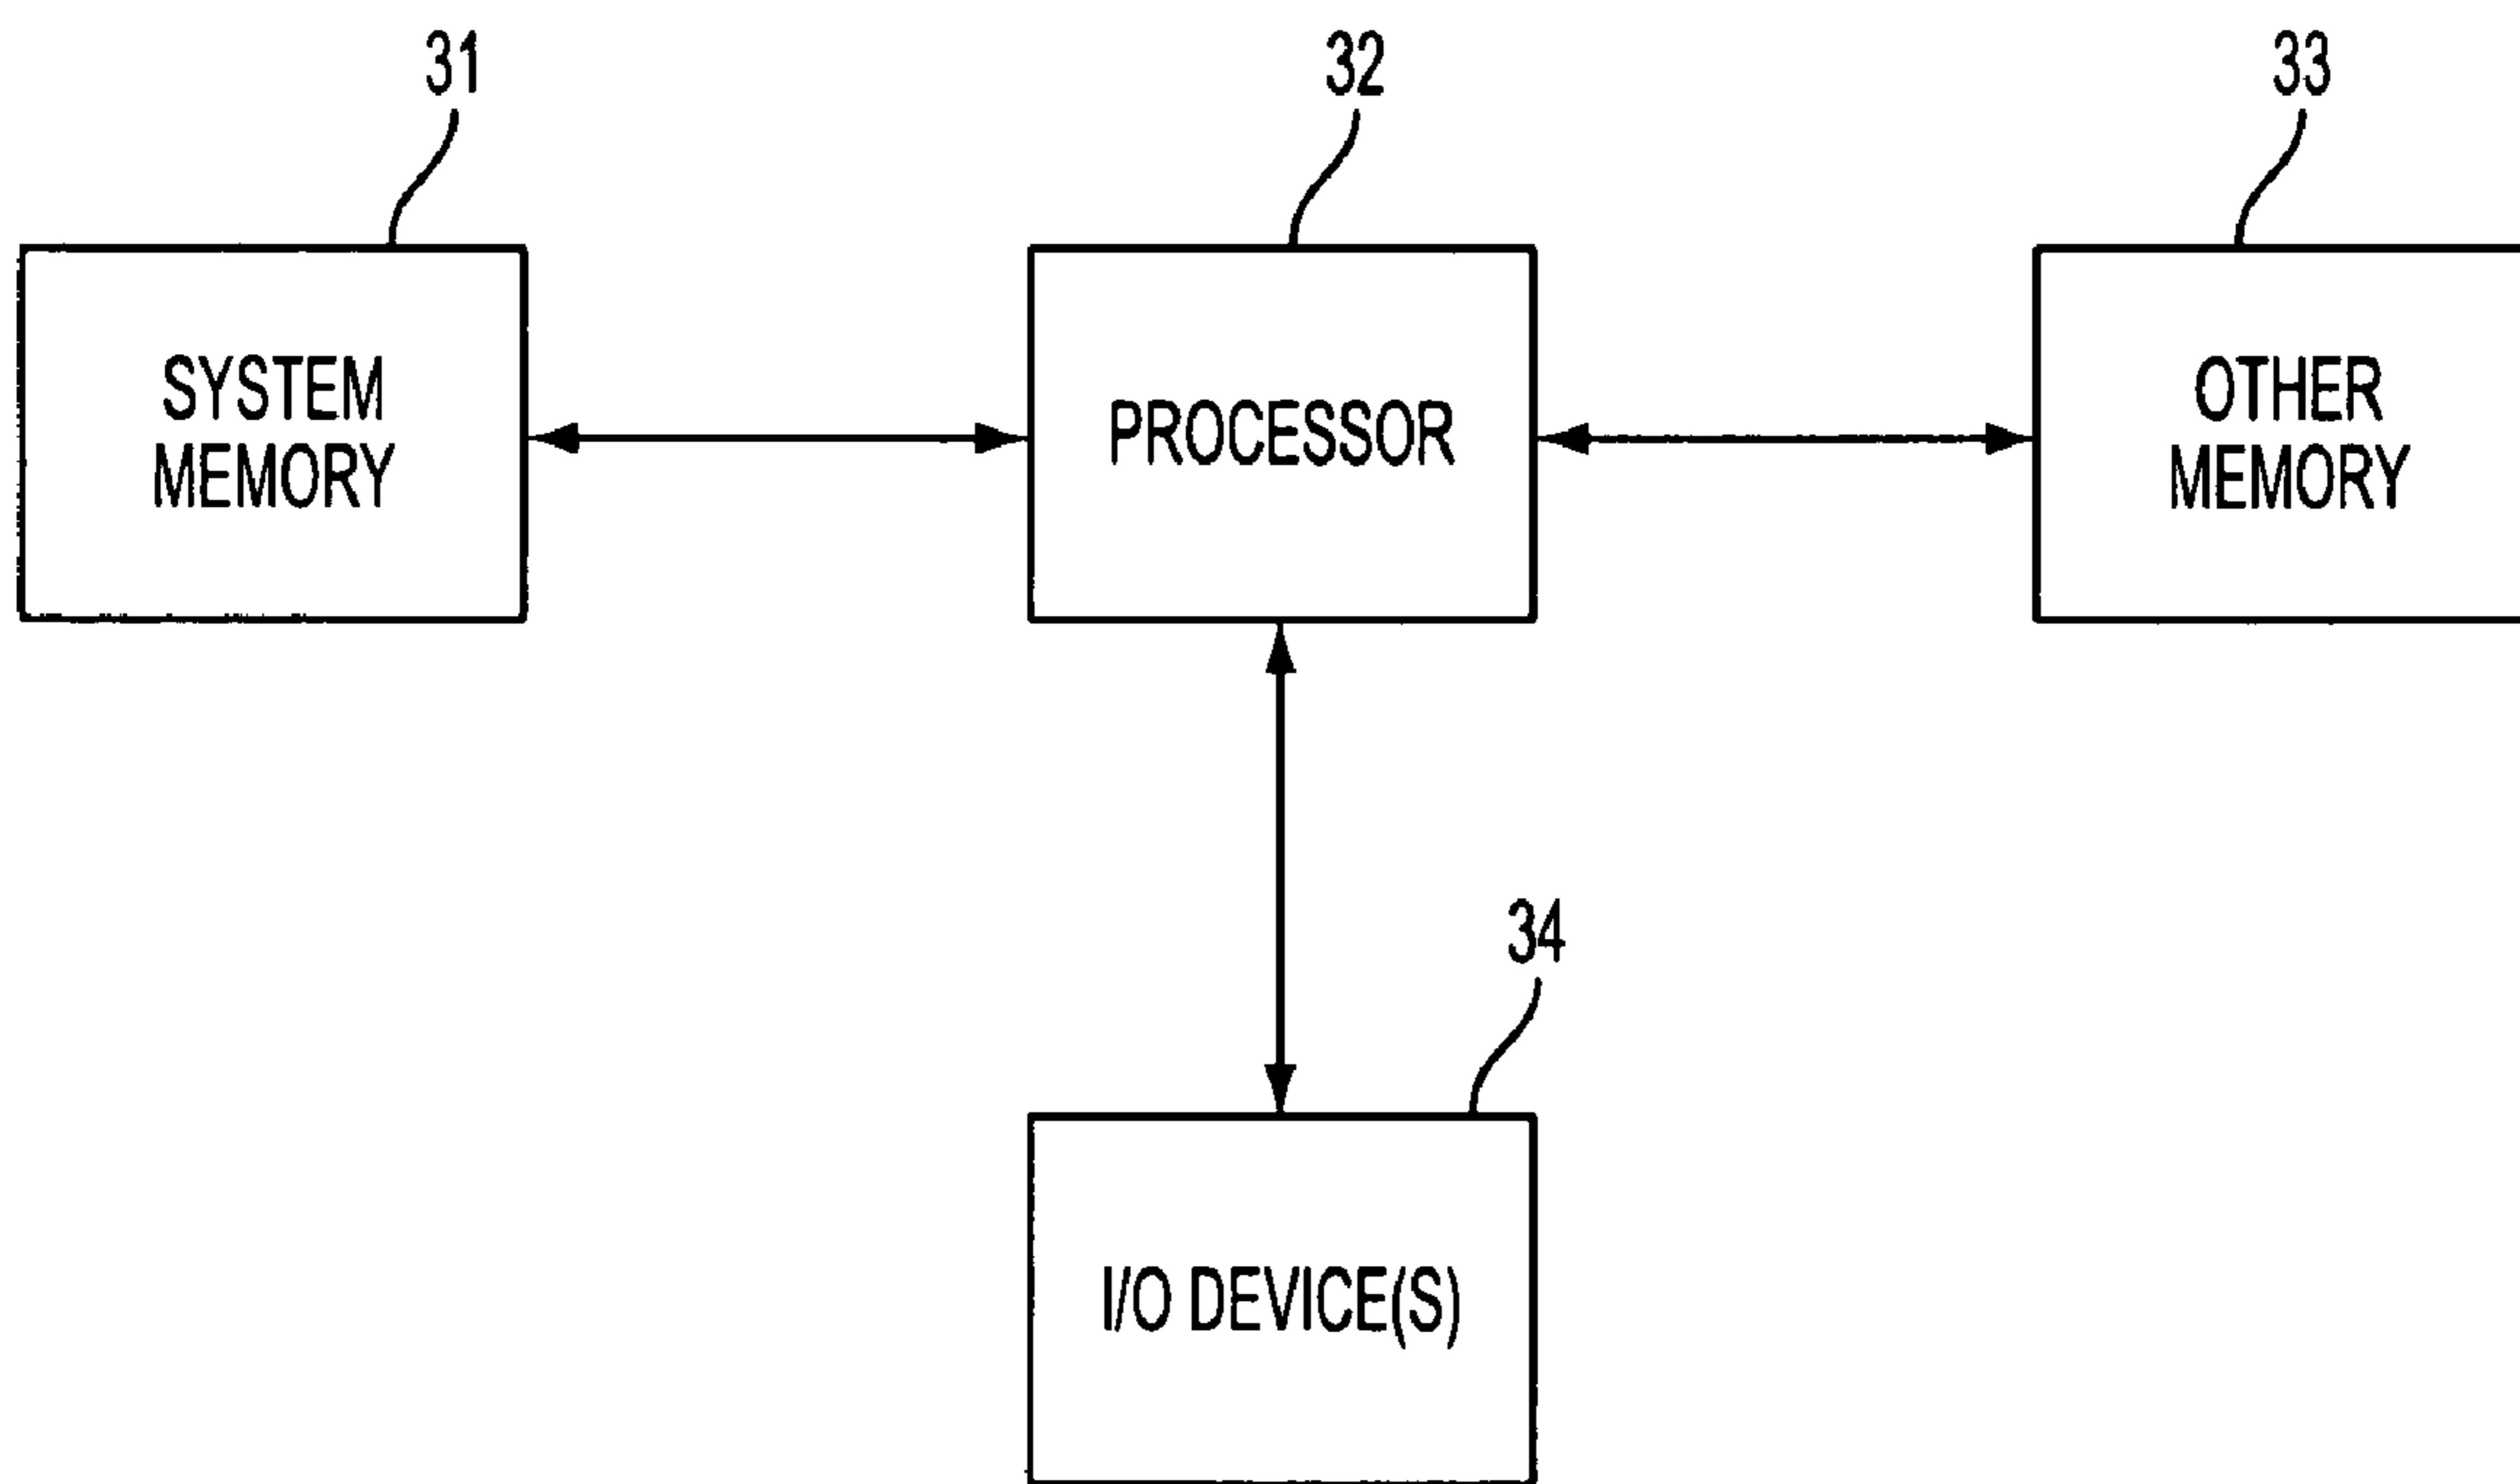 31
32
33
SYSTEM
MEMORY
PROCESSOR
OTHER
MEMORY
34
I/O DEVICE(S)